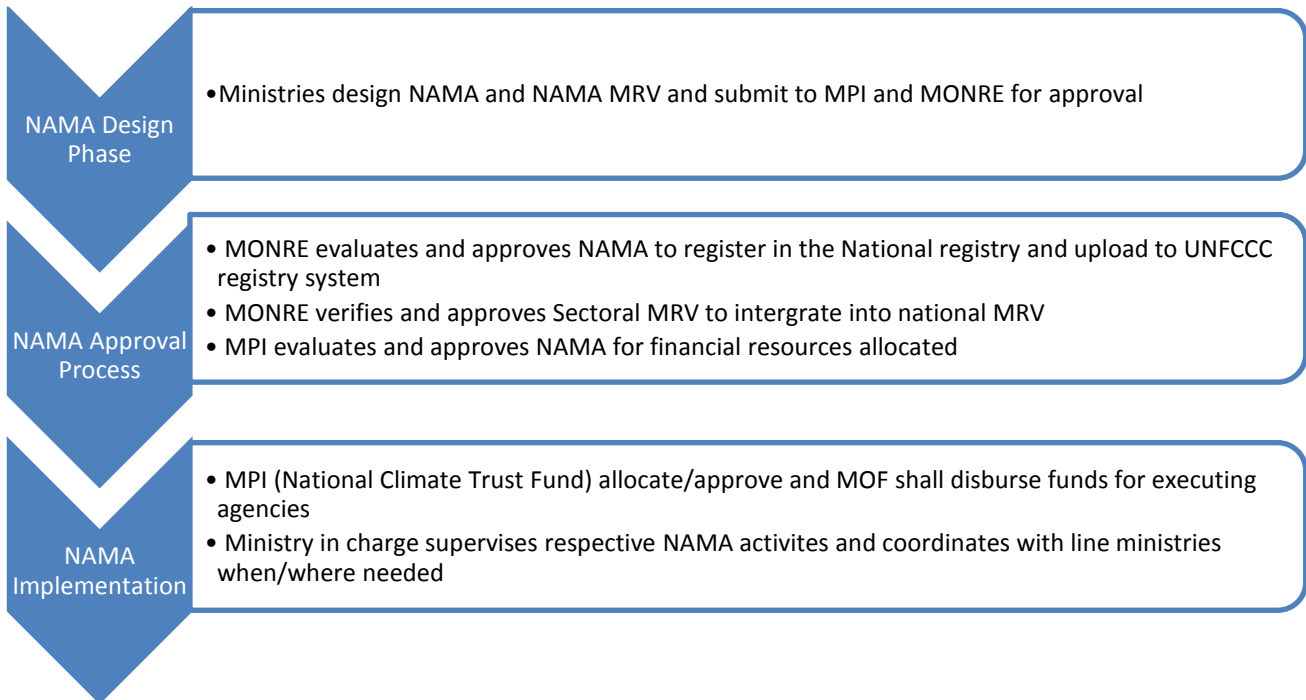 NAMA Design
Phase
•Ministries design NAMA and NAMA MRV and submit to MPI and MONRE for approval
NAMA Approval
Process
• MONRE evaluates and approves NAMA to register in the National registry and upload to UNFCCC
registry system
• MONRE verifies and approves Sectoral MRV to intergrate into national MRV
• MPI evaluates and approves NAMA for financial resources allocated
NAMA
Implementation
• MPI (National Climate Trust Fund) allocate/approve and MOF shall disburse funds for executing
agencies
• Ministry in charge supervises respective NAMA activites and coordinates with line ministries
when/where needed